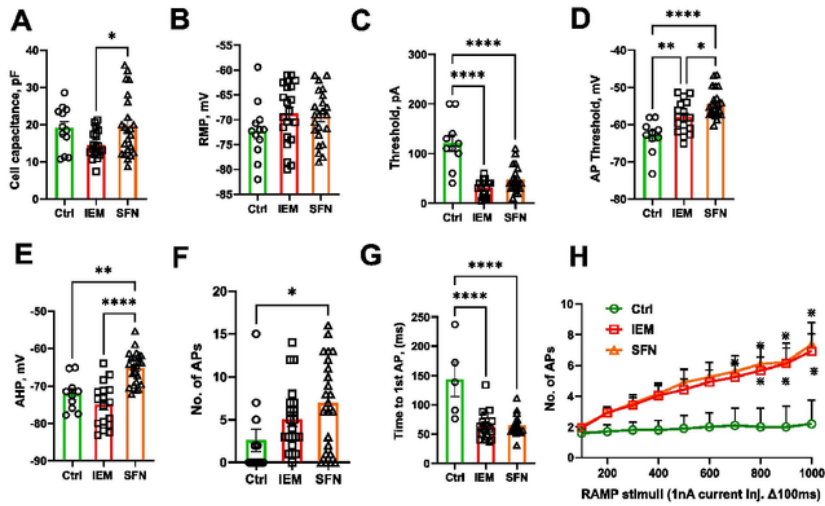 A
*
Cell capacitance, pF
40
30
20
10
0
Ctrl IEM SFN
B
RMP, mV
-55
-60
-65
-70
-75
-80
-85
Ctrl IEM SFN
C
****
****
Threshold, pA
300
200
100
0
Ctrl IEM SFN
D
****
** *
AP Threshold, mV
-40
-50
-60
-70
-80
Ctrl IEM SFN
E
**
****
AHP, mV
-50
-60
-70
-80
-90
Ctrl IEM SFN
F
*
No. of APs
20
15
10
5
0
Ctrl IEM SFN
G
****
****
Time to 1st AP, (ms)
300
250
200
150
100
50
0
Ctrl IEM SFN
H
Ctrl
IEM
SFN
No. of APs
10
8
6
4
2
0
※ ※ ※ ※
※ ※ ※
200 400 600 800 1000
RAMP stimuli (1nA current Inj. Δ100ms)